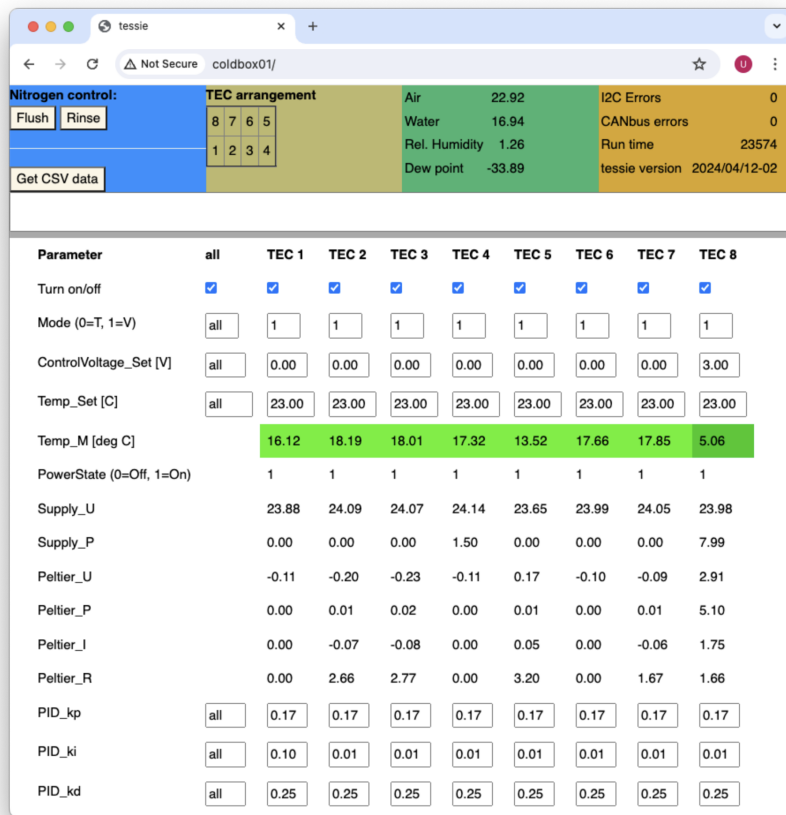 tessie
Not Secure coldbox01/
U
Nitrogen control:
Flush Rinse
Get CSV data
TEC arrangement
8 7 6 5
1 2 3 4
Air 22.92
Water 16.94
Rel. Humidity 1.26
Dew point -33.89
I2C Errors 0
CANbus errors 0
Run time 23574
tessie version 2024/04/12-02
Parameter all TEC 1 TEC 2 TEC 3 TEC 4 TEC 5 TEC 6 TEC 7 TEC 8
Turn on/off
Mode (0=T, 1=V) all 1 1 1 1 1 1 1 1
ControlVoltage_Set [V] all 0.00 0.00 0.00 0.00 0.00 0.00 0.00 3.00
Temp_Set [C] all 23.00 23.00 23.00 23.00 23.00 23.00 23.00 23.00
Temp_M [deg C] 16.12 18.19 18.01 17.32 13.52 17.66 17.85 5.06
PowerState (0=Off, 1=On) 1 1 1 1 1 1 1 1
Supply_U 23.88 24.09 24.07 24.14 23.65 23.99 24.05 23.98
Supply_P 0.00 0.00 0.00 1.50 0.00 0.00 0.00 7.99
Peltier_U -0.11 -0.20 -0.23 -0.11 0.17 -0.10 -0.09 2.91
Peltier_P 0.00 0.01 0.02 0.00 0.01 0.00 0.01 5.10
Peltier_I 0.00 -0.07 -0.08 0.00 0.05 0.00 -0.06 1.75
Peltier_R 0.00 2.66 2.77 0.00 3.20 0.00 1.67 1.66
PID_kp all 0.17 0.17 0.17 0.17 0.17 0.17 0.17 0.17
PID_ki all 0.10 0.01 0.01 0.01 0.01 0.01 0.01 0.01
PID_kd all 0.25 0.25 0.25 0.25 0.25 0.25 0.25 0.25